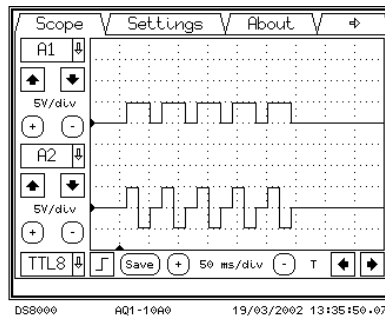 Scope Settings About
A1
5V/div
+ -
A2
5V/div
+ -
TTL8 Save + 50 ms/div - T
DS8000 AQ1-10A0 19/03/2002 13:35:50.07